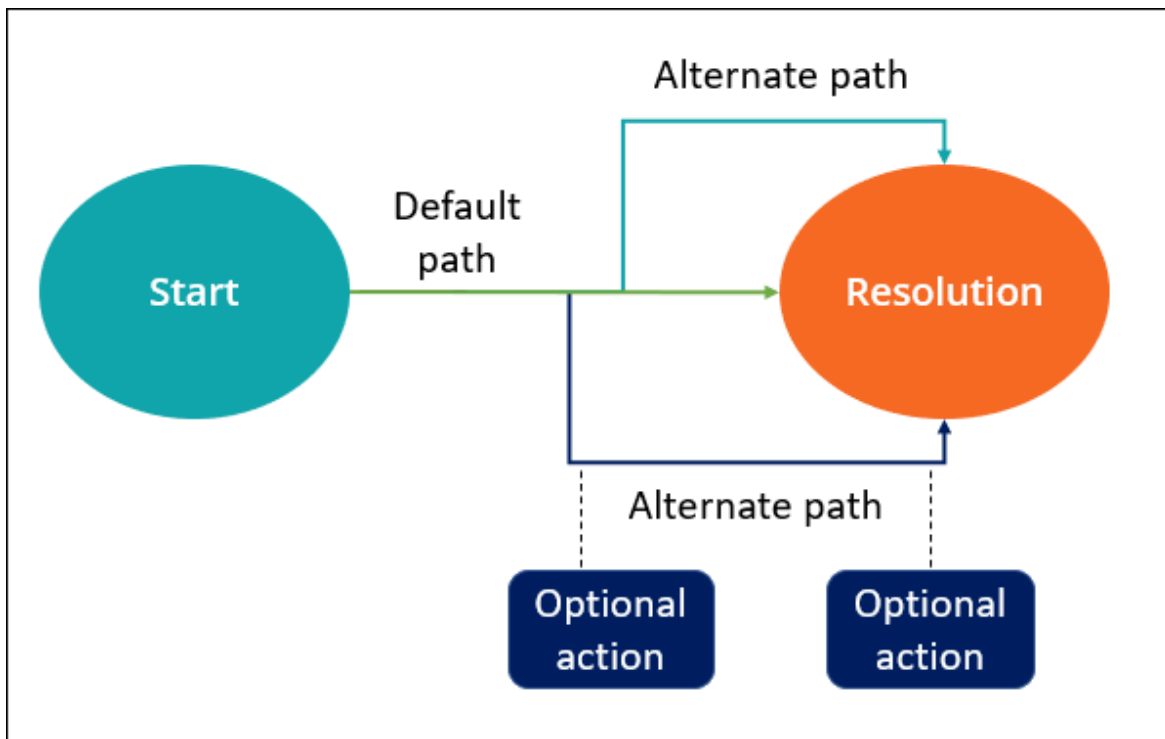 Alternate path
Default
path
Start
Resolution
Alternate path
Optional
action
Optional
action